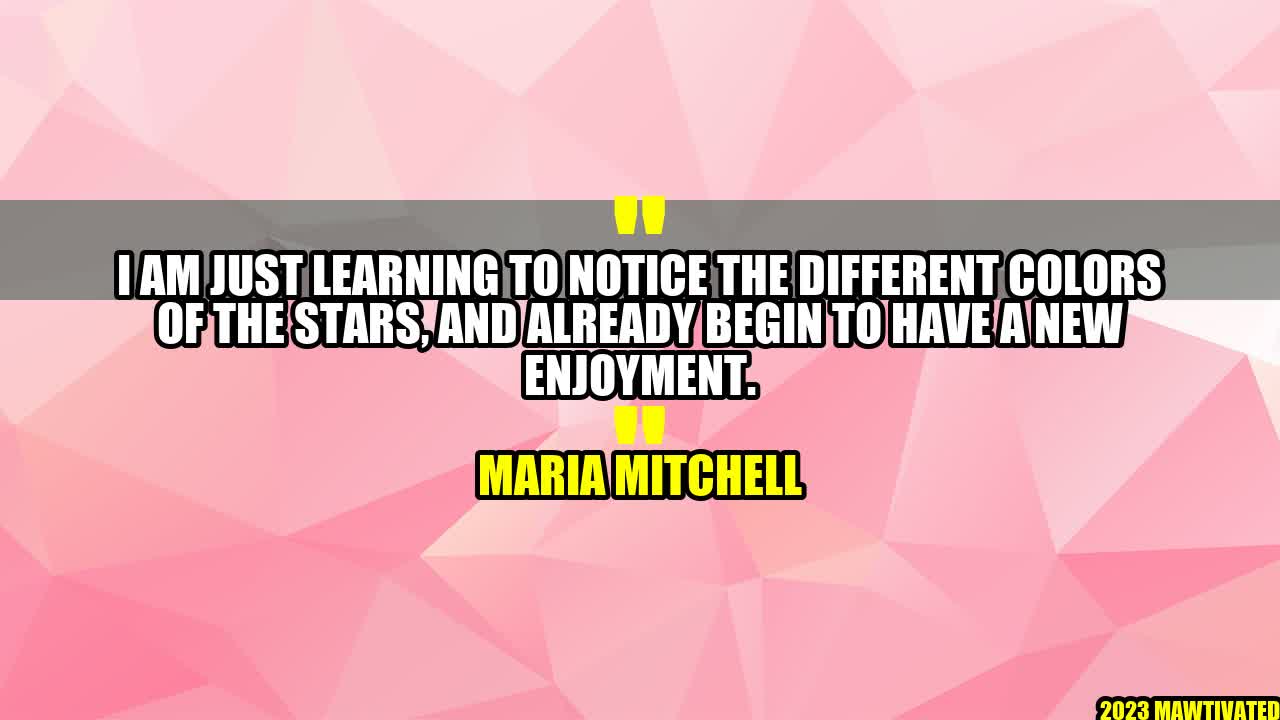 "
I AM JUST LEARNING TO NOTICE THE DIFFERENT COLORS
OF THE STARS, AND ALREADY BEGIN TO HAVE A NEW
ENJOYMENT.
"
MARIA MITCHELL
2023 MAWTIVATED